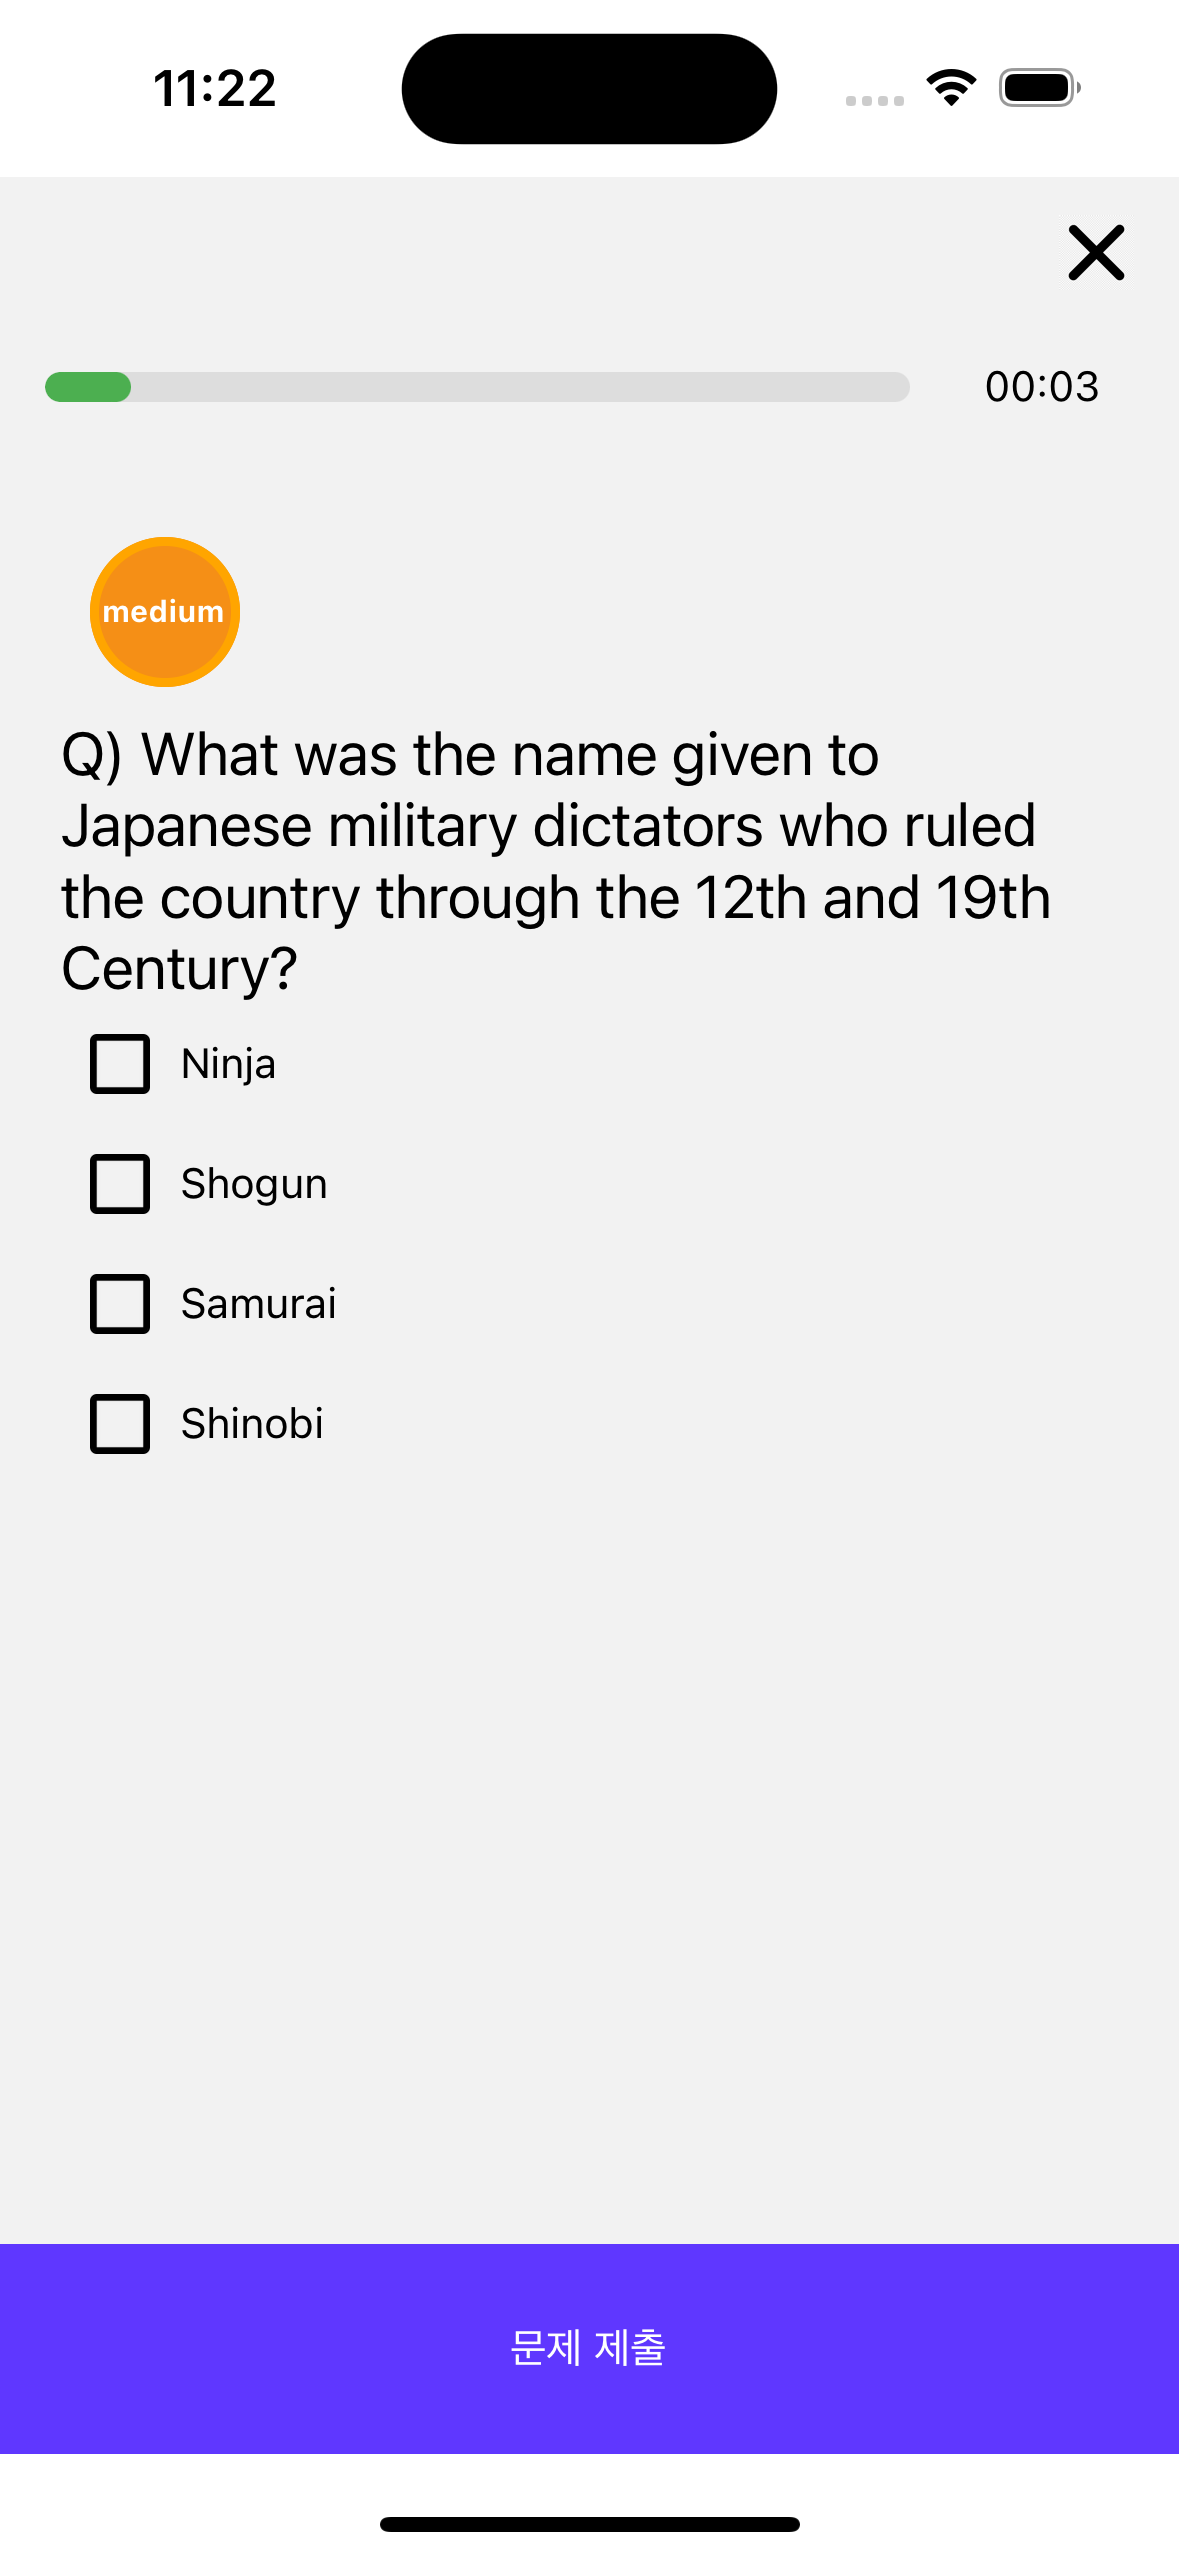 11:22
00:03
medium
Q) What was the name given to
Japanese military dictators who ruled
the country through the 12th and 19th
Century?
Ninja
Shogun
Samurai
Shinobi
문제 제출